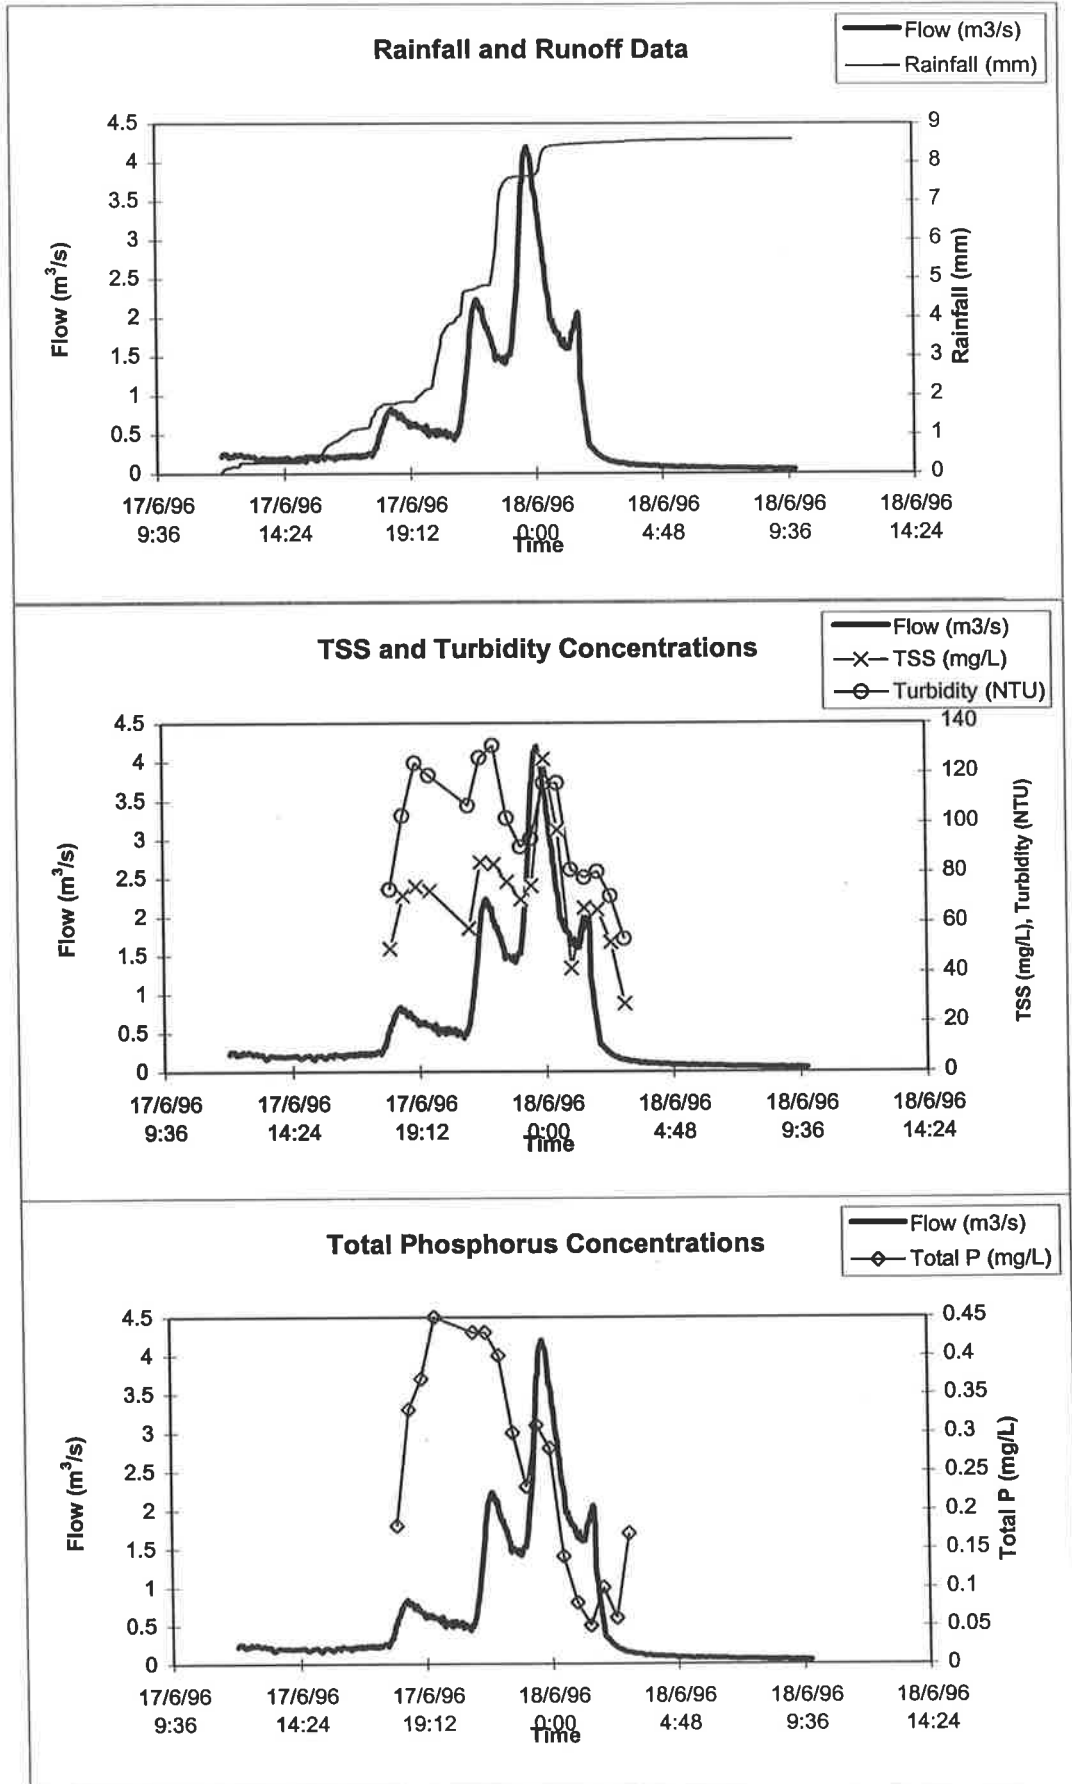 Rainfall and Runoff Data
Flow (m3/s)
Rainfall (mm)
4.5
4
3.5
3
2.5
2
1.5
1
0.5
0
Flow (m³/s)
9
8
7
6
5
4
3
2
1
0
Rainfall (mm)
17/6/96 17/6/96 17/6/96 18/6/96 18/6/96 18/6/96 18/6/96
9:36 14:24 19:12 0:00 4:48 9:36 14:24
Time
TSS and Turbidity Concentrations
Flow (m3/s)
TSS (mg/L)
Turbidity (NTU)
4.5
4
3.5
3
2.5
2
1.5
1
0.5
0
Flow (m³/s)
140
120
100
80
60
40
20
0
TSS (mg/L), Turbidity (NTU)
17/6/96 17/6/96 17/6/96 18/6/96 18/6/96 18/6/96 18/6/96
9:36 14:24 19:12 0:00 4:48 9:36 14:24
Time
Total Phosphorus Concentrations
Flow (m3/s)
Total P (mg/L)
4.5
4
3.5
3
2.5
2
1.5
1
0.5
0
Flow (m³/s)
0.45
0.4
0.35
0.3
0.25
0.2
0.15
0.1
0.05
0
Total P (mg/L)
17/6/96 17/6/96 17/6/96 18/6/96 18/6/96 18/6/96 18/6/96
9:36 14:24 19:12 0:00 4:48 9:36 14:24
Time